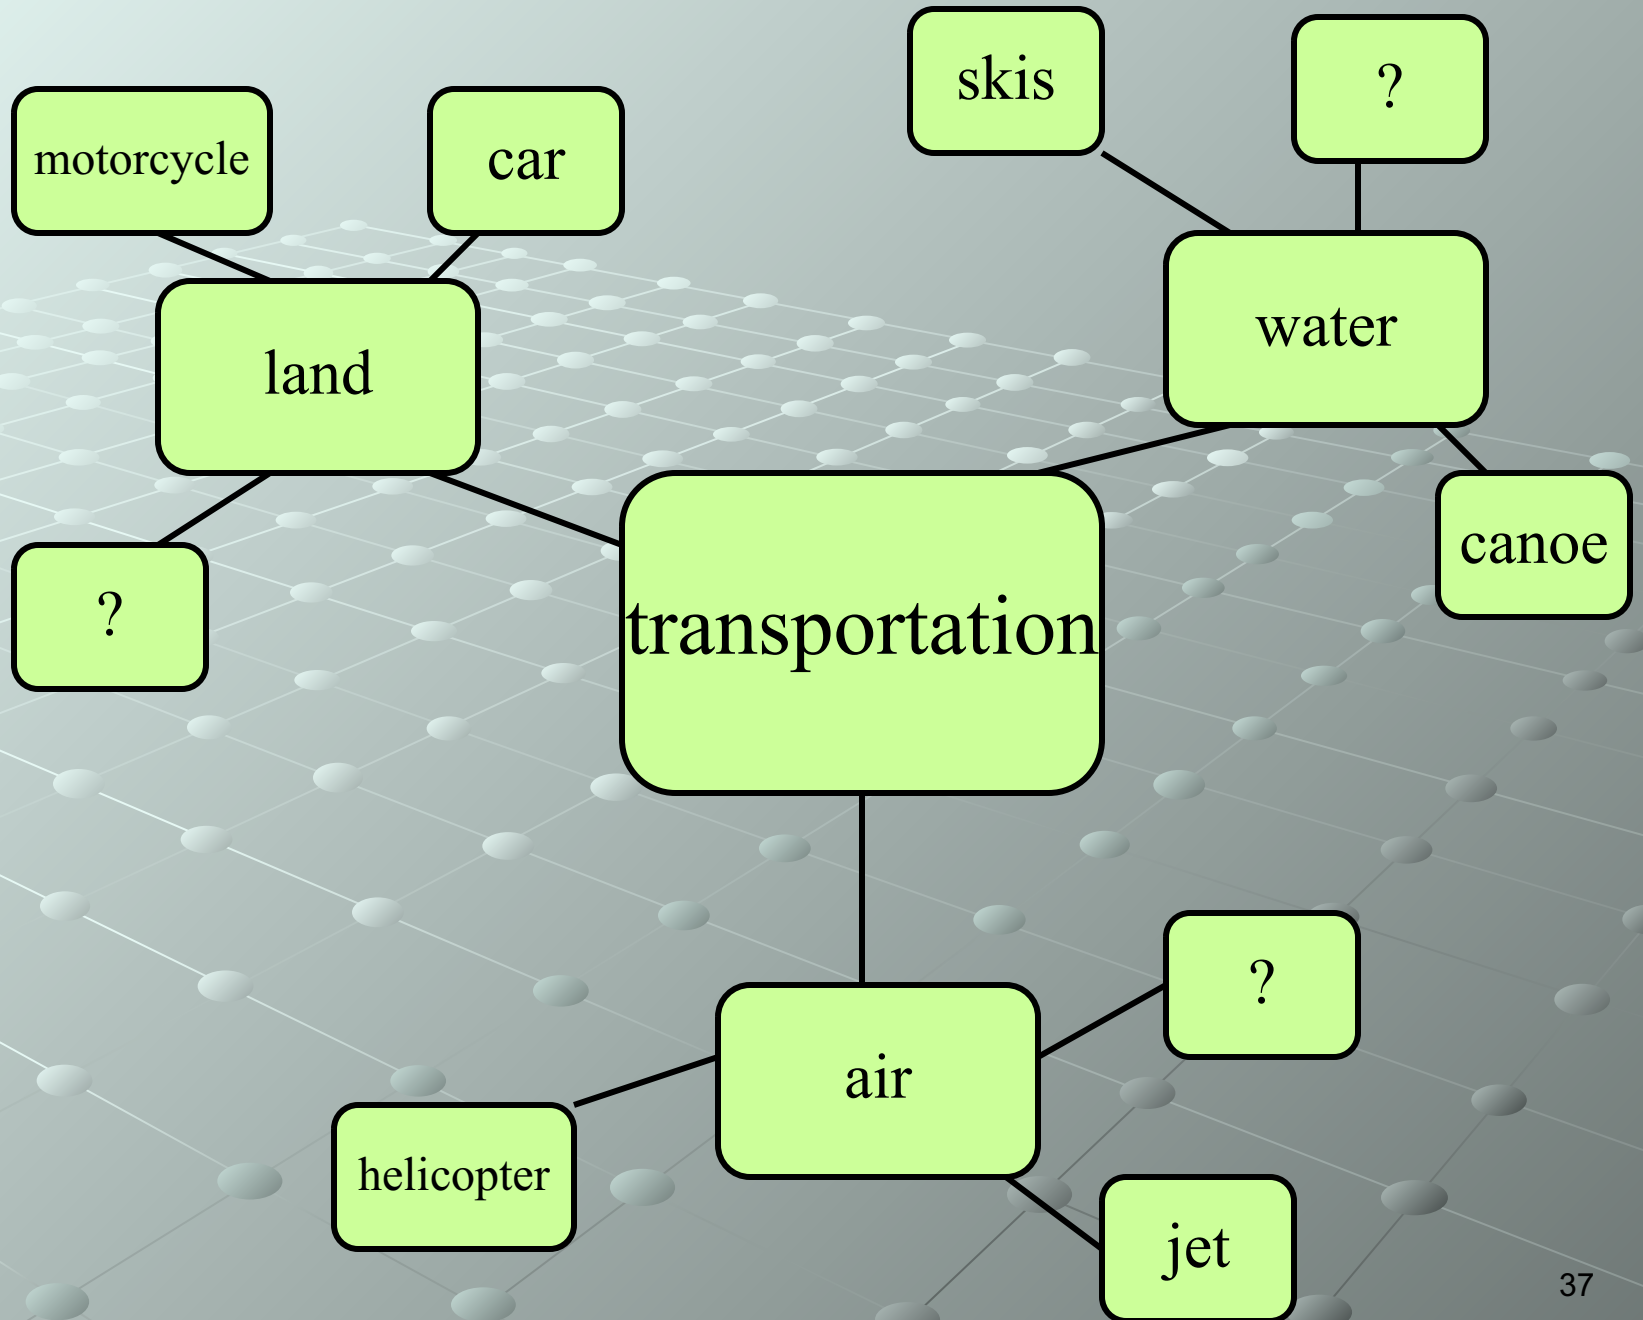 skis
?
motorcycle
car
water
land
canoe
?
transportation
?
air
helicopter
jet
37